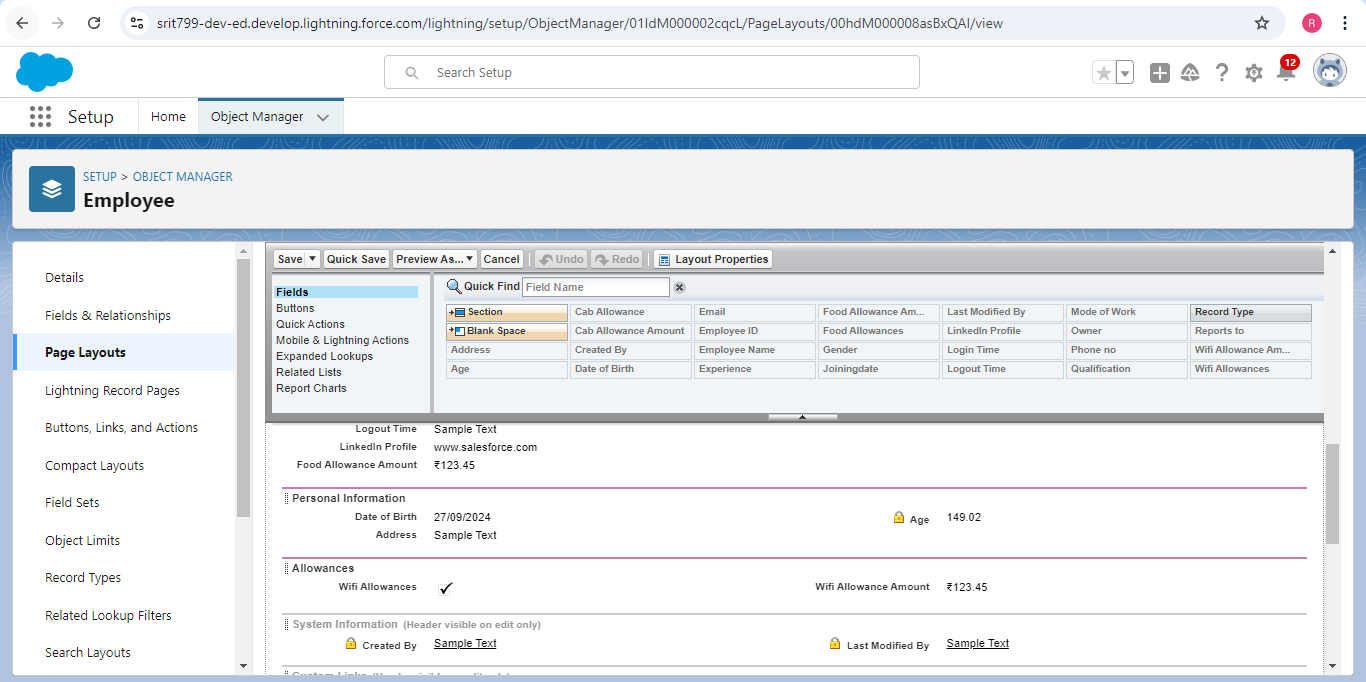 srit799-dev-ed.develop.lightning.force.com/lightning/setup/ObjectManager/01IdM000002cqcL/PageLayouts/00hdM000008asBxQAI/view
R
Search Setup
12
Setup
Home
Object Manager
SETUP > OBJECT MANAGER
Employee
Details
Fields & Relationships
Page Layouts
Lightning Record Pages
Buttons, Links, and Actions
Compact Layouts
Field Sets
Object Limits
Record Types
Related Lookup Filters
Search Layouts
Save Quick Save Preview As... Cancel Undo Redo Layout Properties
Fields
Buttons
Quick Actions
Mobile & Lightning Actions
Expanded Lookups
Related Lists
Report Charts
Quick Find Field Name
Section Cab Allowance Email Food Allowance Am... Last Modified By Mode of Work Record Type
Blank Space Cab Allowance Amount Employee ID Food Allowances LinkedIn Profile Owner Reports to
Address Created By Employee Name Gender Login Time Phone no Wifi Allowance Am...
Age Date of Birth Experience Joiningdate Logout Time Qualification Wifi Allowances
Logout Time Sample Text
LinkedIn Profile www.salesforce.com
Food Allowance Amount ₹123.45
Personal Information
Date of Birth 27/09/2024 Age 149.02
Address Sample Text
Allowances
Wifi Allowances Wifi Allowance Amount ₹123.45
System Information (Header visible on edit only)
Created By Sample Text Last Modified By Sample Text